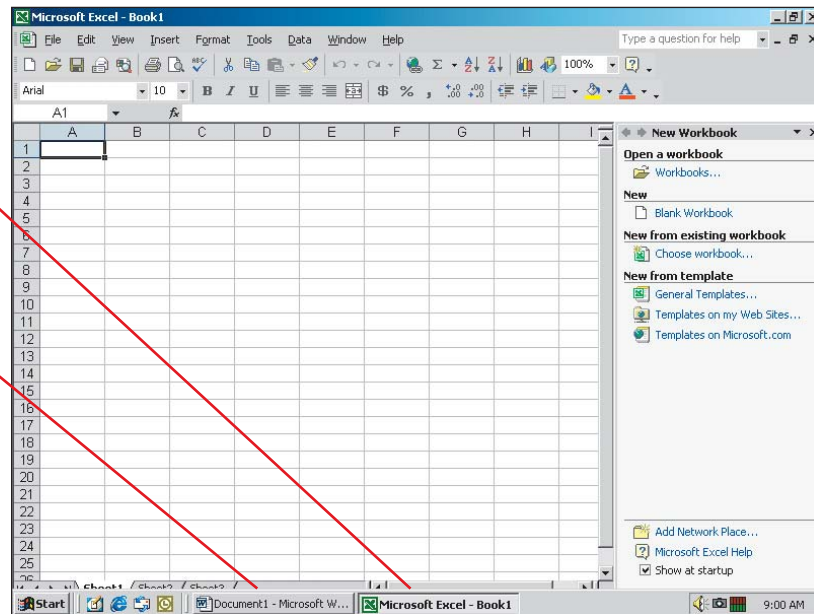 Microsoft Excel - Book1
File Edit View Insert Format Tools Data Window Help
Type a question for help
100%
Arial 10 B I U $ % ,
A1 fx
A B C D E F G H I
New Workbook
Open a workbook
Workbooks...
New
Blank Workbook
New from existing workbook
Choose workbook...
New from template
General Templates...
Templates on my Web Sites...
Templates on Microsoft.com
1
2
3
4
5
6
7
8
9
10
11
12
13
14
15
16
17
18
19
20
21
22
23
24
25
26
Add Network Place...
Microsoft Excel Help
Show at startup
Sheet1 Sheet2 Sheet3
Start
Document1 - Microsoft W...
Microsoft Excel - Book1
9:00 AM